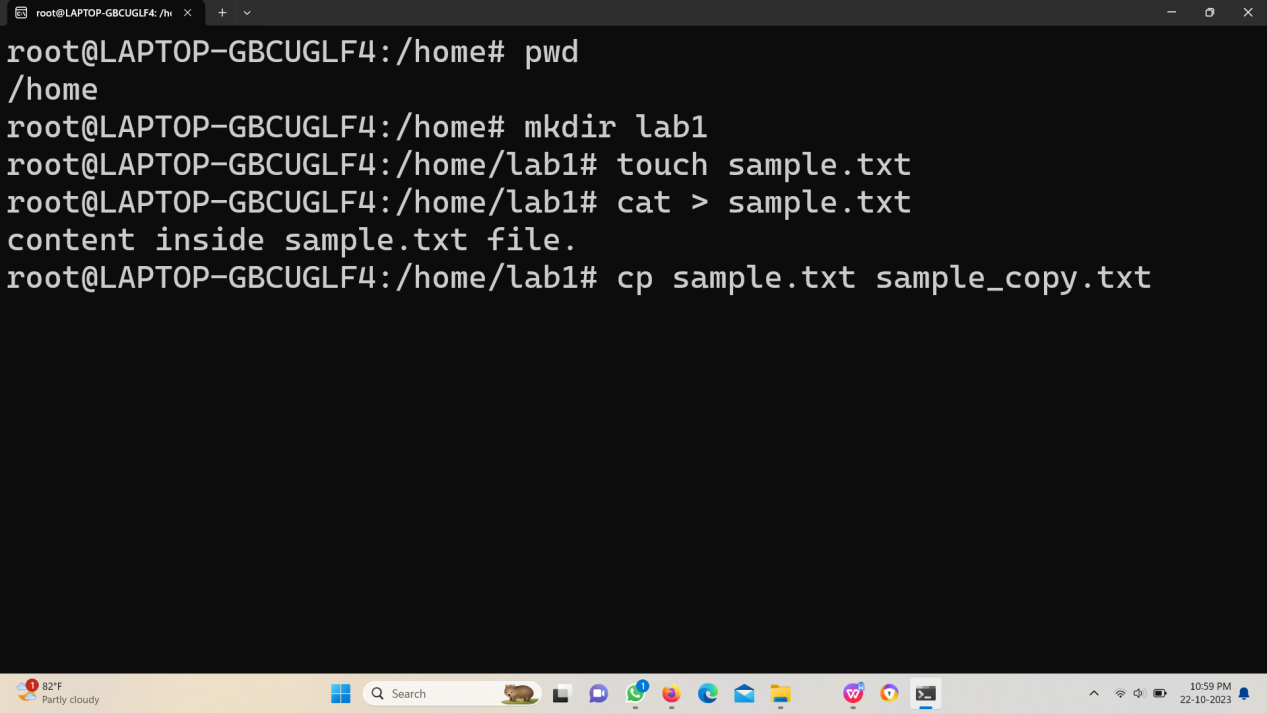 root@LAPTOP-GBCUGLF4: /h
root@LAPTOP-GBCUGLF4:/home# pwd
/home
root@LAPTOP-GBCUGLF4:/home# mkdir lab1
root@LAPTOP-GBCUGLF4:/home/lab1# touch sample.txt
root@LAPTOP-GBCUGLF4:/home/lab1# cat > sample.txt
content inside sample.txt file.
root@LAPTOP-GBCUGLF4:/home/lab1# cp sample.txt sample_copy.txt
1
82°F
Partly cloudy
Search
1
10:59 PM
22-10-2023